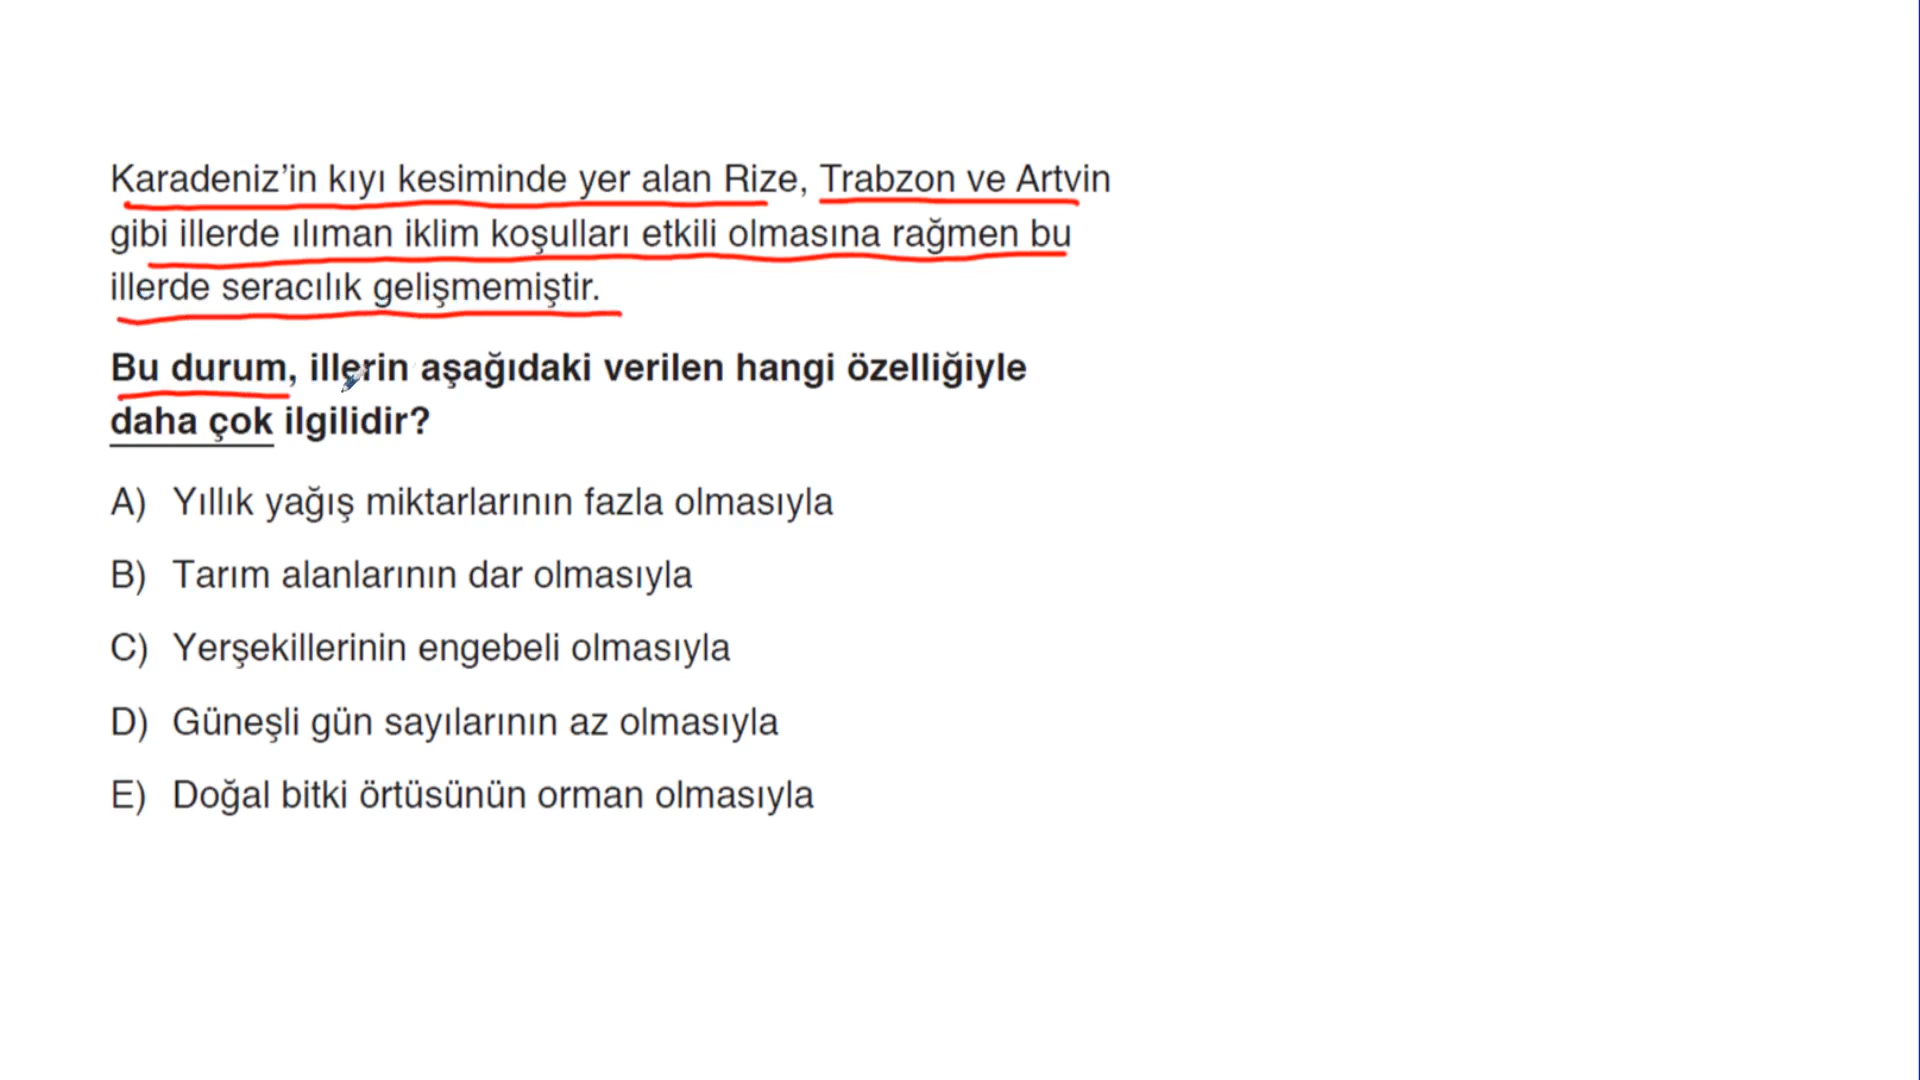 Karadeniz’in kıyı kesiminde yer alan Rize, Trabzon ve Artvin
gibi illerde ılıman iklim koşulları etkili olmasına rağmen bu
illerde seracılık gelişmemiştir.
Bu durum, illerin aşağıdaki verilen hangi özelliğiyle
daha çok ilgilidir?
A) Yıllık yağış miktarlarının fazla olmasıyla
B) Tarım alanlarının dar olmasıyla
C) Yerşekillerinin engebeli olmasıyla
D) Güneşli gün sayılarının az olmasıyla
E) Doğal bitki örtüsünün orman olmasıyla